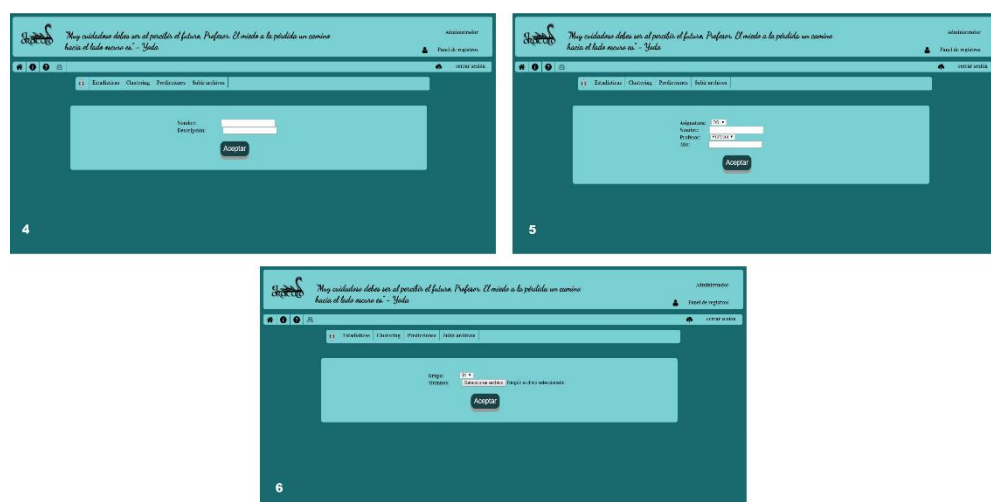 "Muy cuidadoso debes ser al percibir el futuro, Profesor. El miedo a la pérdida un camino
hacia el lado oscuro es." - Yoda
Administrador
Panel de registros
cerrar sesión
Estadísticas Clustering Predicciones Subir archivos
Nombre:
Descripción:
Aceptar
4
"Muy cuidadoso debes ser al percibir el futuro, Profesor. El miedo a la pérdida un camino
hacia el lado oscuro es." - Yoda
Administrador
Panel de registros
cerrar sesión
Estadísticas Clustering Predicciones Subir archivos
Asignatura:
Nombre:
Profesor:
Año:
Aceptar
5
"Muy cuidadoso debes ser al percibir el futuro, Profesor. El miedo a la pérdida un camino
hacia el lado oscuro es." - Yoda
Administrador
Panel de registros
cerrar sesión
Estadísticas Clustering Predicciones Subir archivos
Grupo:
Alumnos: Seleccionar archivo Ningún archivo seleccionado
Aceptar
6